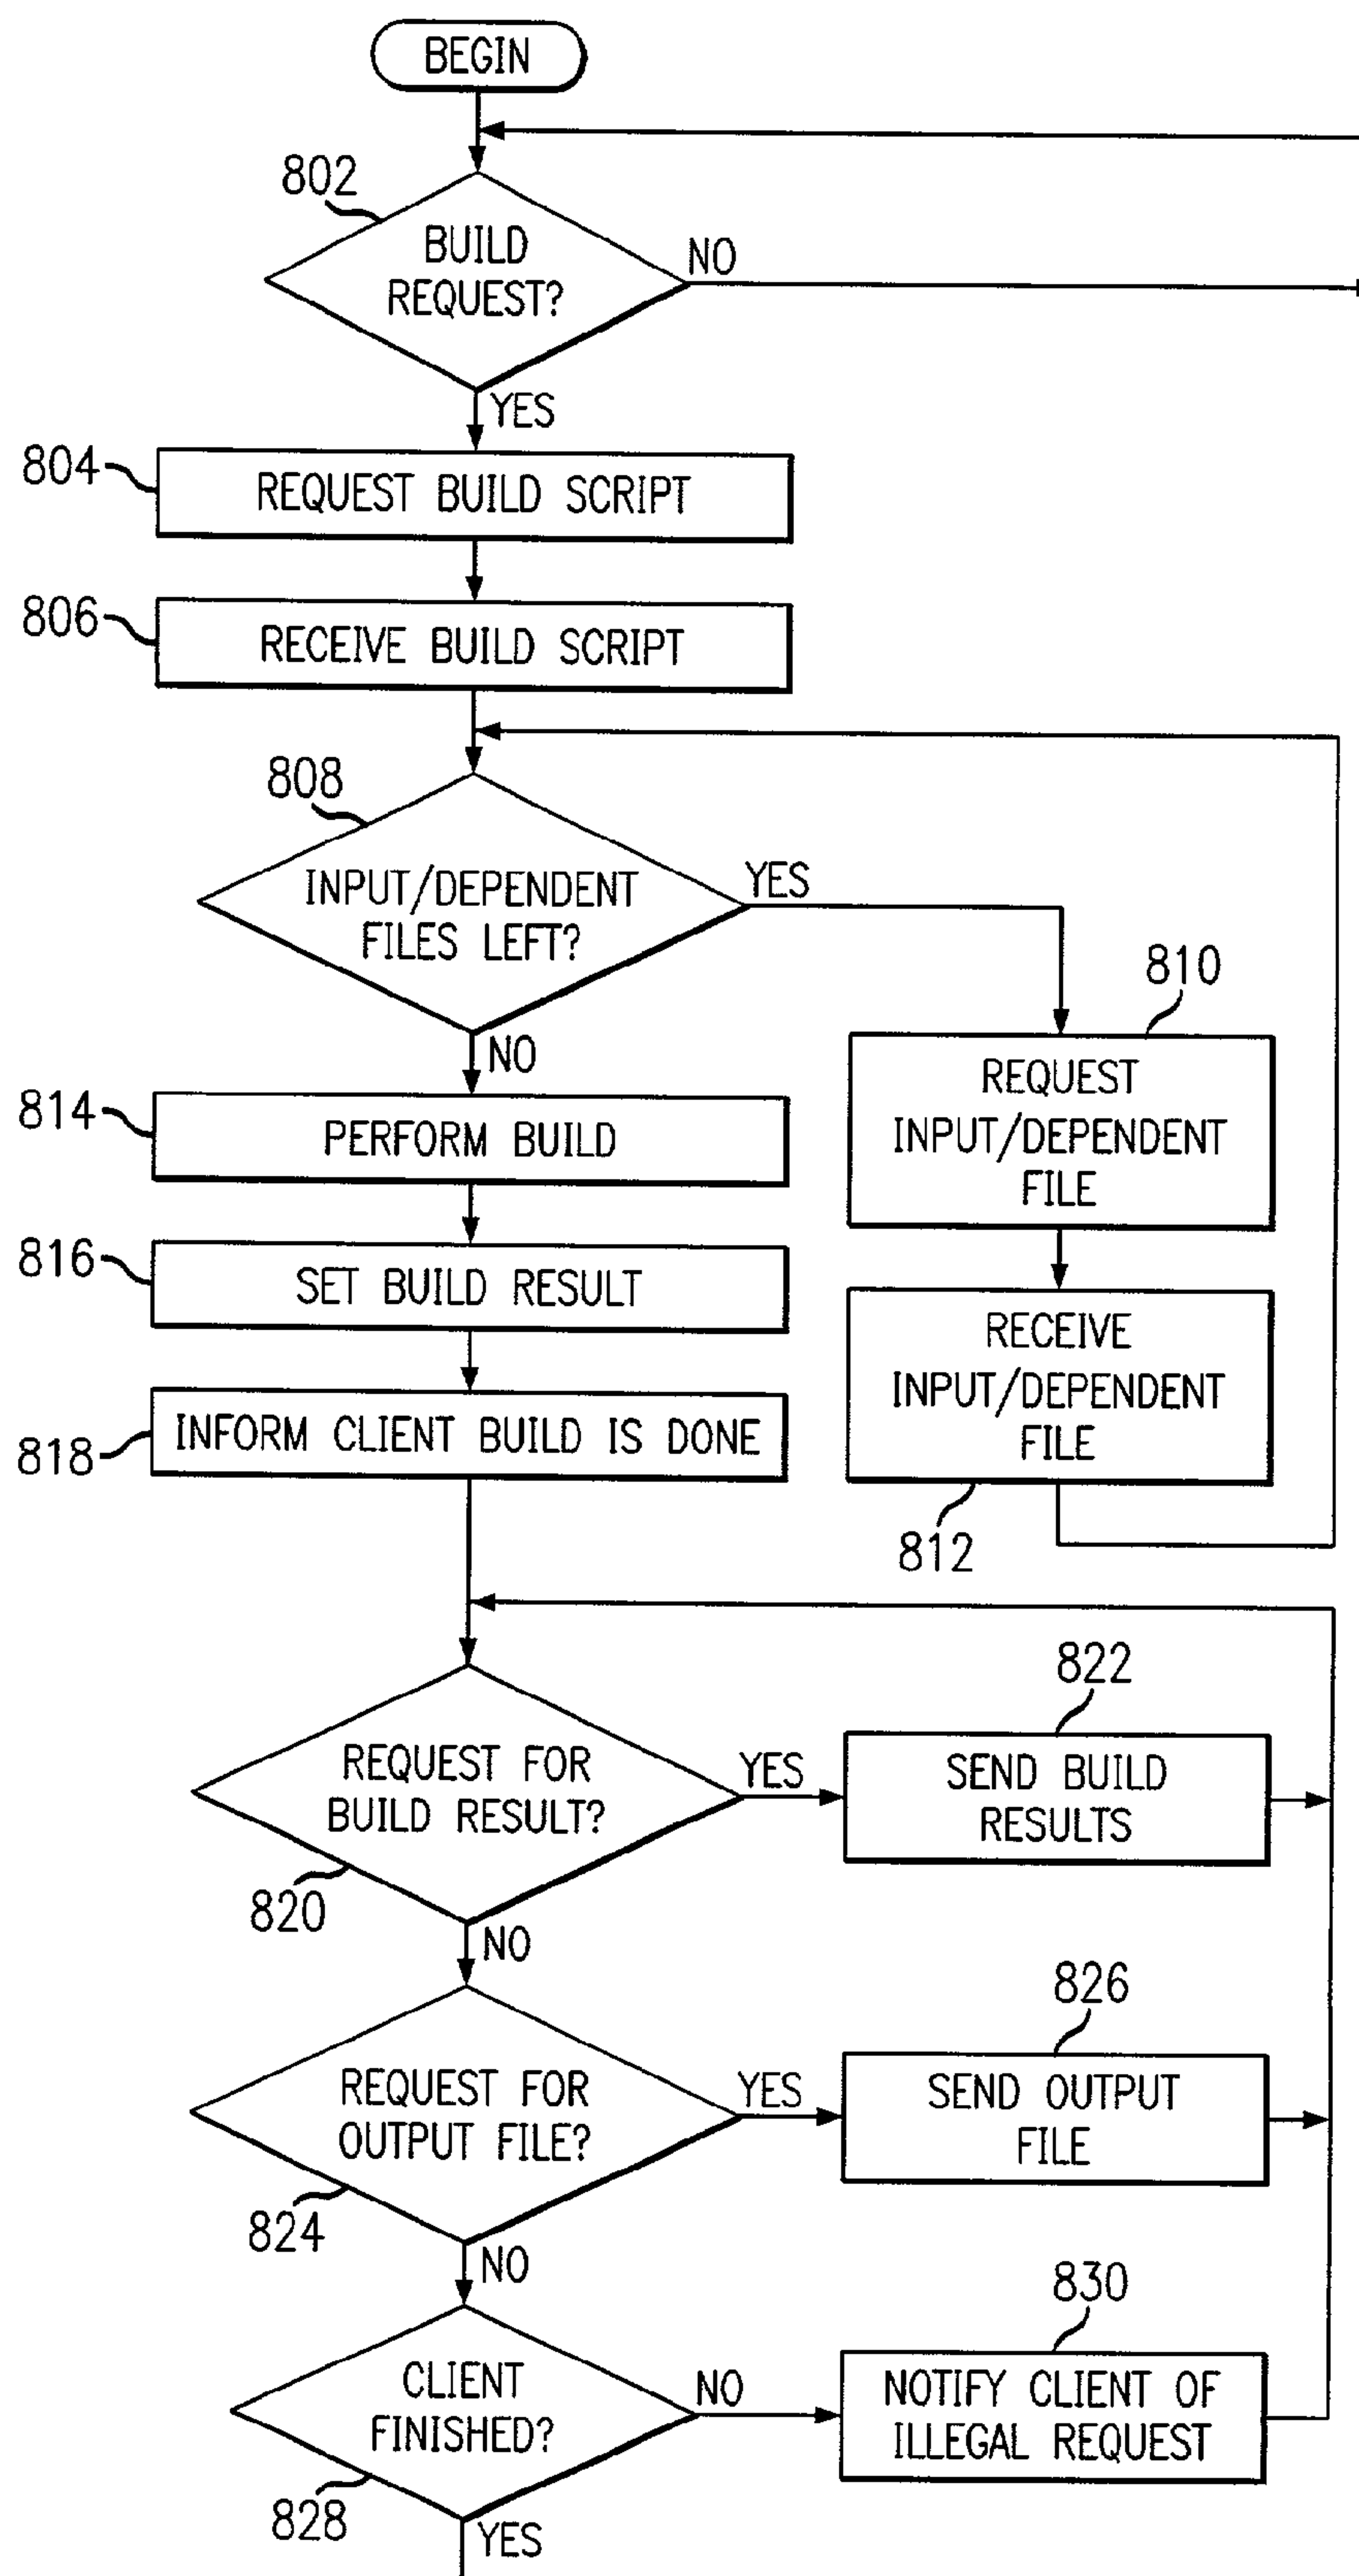 BEGIN
802
BUILD
REQUEST?
NO
YES
804
REQUEST BUILD SCRIPT
806
RECEIVE BUILD SCRIPT
808
INPUT/DEPENDENT
FILES LEFT?
YES
NO
810
REQUEST
INPUT/DEPENDENT
FILE
814
PERFORM BUILD
816
SET BUILD RESULT
RECEIVE
INPUT/DEPENDENT
FILE
818
INFORM CLIENT BUILD IS DONE
812
822
REQUEST FOR
BUILD RESULT?
YES
SEND BUILD
RESULTS
820
NO
826
REQUEST FOR
OUTPUT FILE?
YES
SEND OUTPUT
FILE
824
NO
830
CLIENT
FINISHED?
NO
NOTIFY CLIENT OF
ILLEGAL REQUEST
828
YES